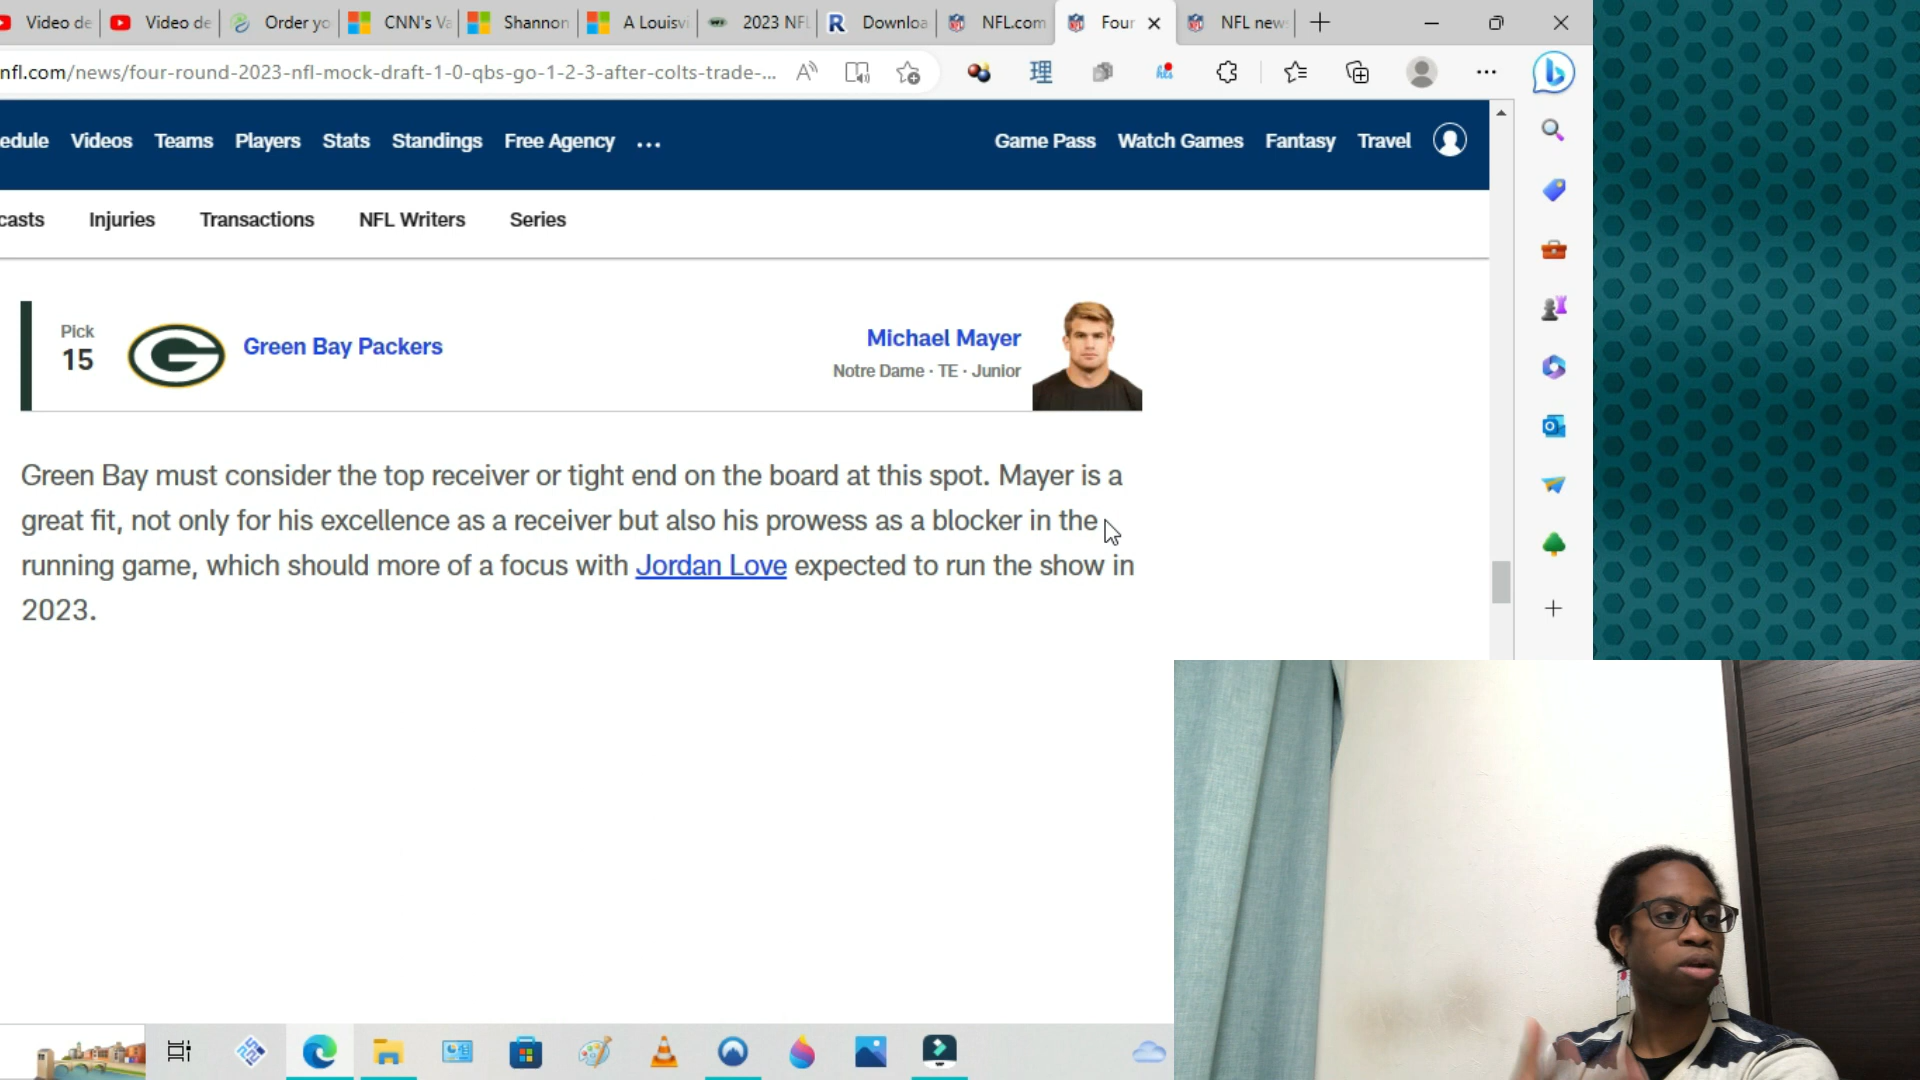 Video de
Video de
Order yo
CNN's Va
Shannon
A Louisvi
2023 NFL
Downloa
NFL.com
Four
NFL new
nfl.com/news/four-round-2023-nfl-mock-draft-1-0-qbs-go-1-2-3-after-colts-trade-...
edule Videos Teams Players Stats Standings Free Agency ... Game Pass Watch Games Fantasy Travel
casts Injuries Transactions NFL Writers Series
Pick
15
G
Green Bay Packers
Michael Mayer
Notre Dame · TE · Junior
Green Bay must consider the top receiver or tight end on the board at this spot. Mayer is a
great fit, not only for his excellence as a receiver but also his prowess as a blocker in the
running game, which should more of a focus with Jordan Love expected to run the show in
2023.